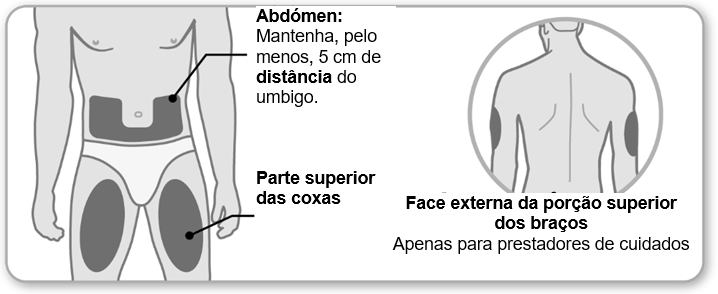 Abdómen:
Mantenha, pelo
menos, 5 cm de
distância do
umbigo.
Parte superior
das coxas
Face externa da porção superior
dos braços
Apenas para prestadores de cuidados